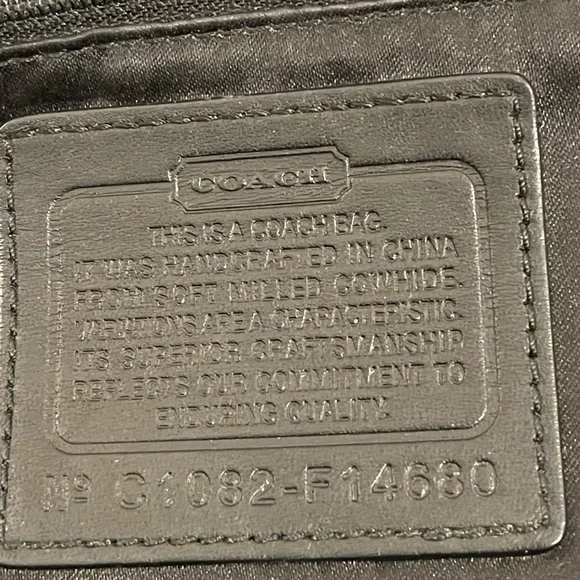 COACH
THIS IS A COACH BAG.
IT WAS HANDCRAFTED IN CHINA
FROM SOFT MILLED COWHIDE.
VARIATIONS ARE A CHARACTERISTIC.
ITS SUPERIOR CRAFTSMANSHIP
REFLECTS OUR COMMITMENT TO
ENDURING QUALITY.
Nº C1082-F14680